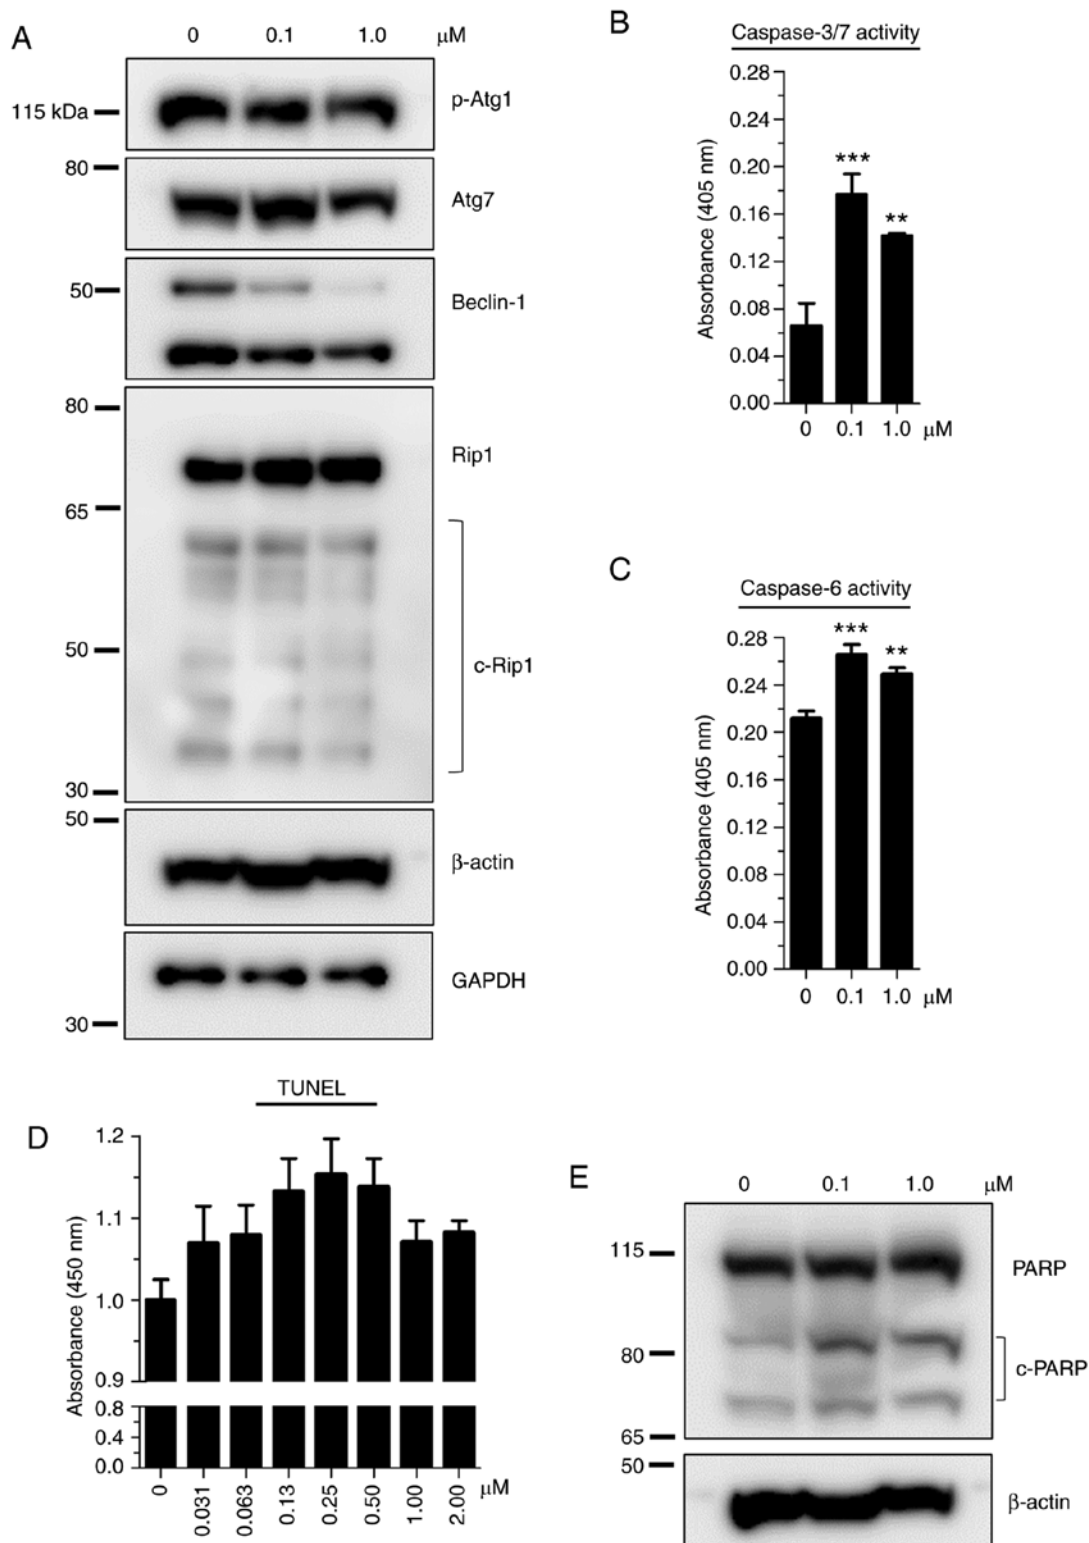 A
0 0.1 1.0 μM
115 kDa
p-Atg1
80
Atg7
50
Beclin-1
80
Rip1
65
50
c-Rip1
30
50
β-actin
GAPDH
30
B
Caspase-3/7 activity
Absorbance (405 nm)
0.28
0.24
0.20
0.16
0.12
0.08
0.04
0.00
***
**
0 0.1 1.0 μM
C
Caspase-6 activity
Absorbance (405 nm)
0.28
0.24
0.20
0.16
0.12
0.08
0.04
0.00
***
**
0 0.1 1.0 μM
D
TUNEL
Absorbance (450 nm)
1.2
1.1
1.0
0.9
0.8
0.4
0.0
0 0.031 0.063 0.13 0.25 0.50 1.00 2.00 μM
E
0 0.1 1.0 μM
115
PARP
80
c-PARP
65
50
β-actin